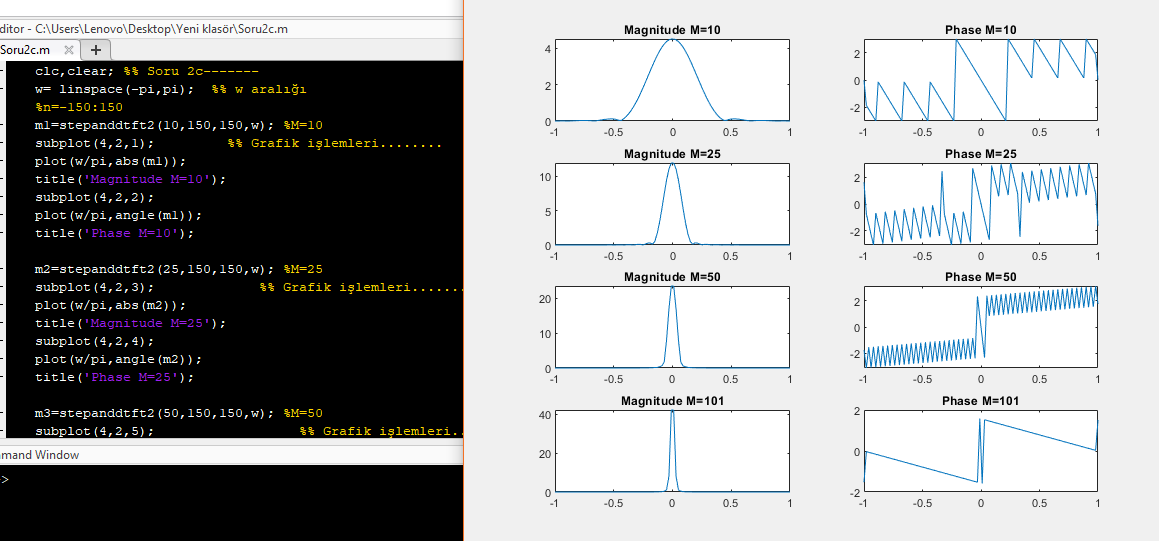 ditor - C:\Users\Lenovo\Desktop\Yeni klasör\Soru2c.m
Soru2c.m × +
clc,clear; %% Soru 2c-------
w= linspace(-pi,pi); %% w aralığı
%n=-150:150
m1=stepanddtft2(10,150,150,w); %M=10
subplot(4,2,1); %% Grafik işlemleri........
plot(w/pi,abs(m1));
title('Magnitude M=10');
subplot(4,2,2);
plot(w/pi,angle(m1));
title('Phase M=10');
m2=stepanddtft2(25,150,150,w); %M=25
subplot(4,2,3); %% Grafik işlemleri.......
plot(w/pi,abs(m2));
title('Magnitude M=25');
subplot(4,2,4);
plot(w/pi,angle(m2));
title('Phase M=25');
m3=stepanddtft2(50,150,150,w); %M=50
subplot(4,2,5); %% Grafik işlemleri..
mmand Window
>
Magnitude M=10
4
2
0
-1 -0.5 0 0.5 1
Phase M=10
2
0
-2
-1 -0.5 0 0.5 1
Magnitude M=25
10
5
0
-1 -0.5 0 0.5 1
Phase M=25
2
0
-2
-1 -0.5 0 0.5 1
Magnitude M=50
20
10
0
-1 -0.5 0 0.5 1
Phase M=50
2
0
-2
-1 -0.5 0 0.5 1
Magnitude M=101
40
20
0
-1 -0.5 0 0.5 1
Phase M=101
2
0
-2
-1 -0.5 0 0.5 1